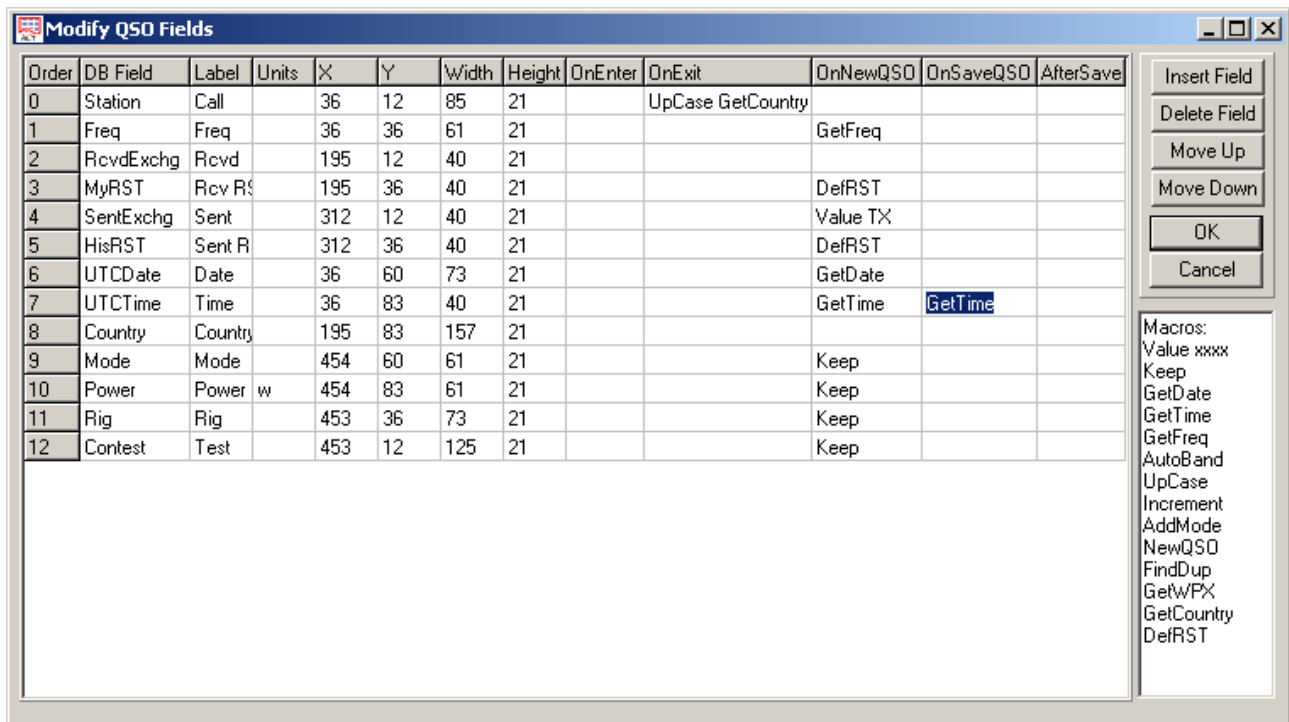 Modify QSO Fields
Order DB Field Label Units X Y Width Height OnEnter OnExit OnNewQSO OnSaveQSO AfterSave
0 Station Call 36 12 85 21 UpCase GetCountry
1 Freq Freq 36 36 61 21 GetFreq
2 RcvdExchg Rcvd 195 12 40 21
3 MyRST Rcv RS 195 36 40 21 DefRST
4 SentExchg Sent 312 12 40 21 Value TX
5 HisRST Sent R 312 36 40 21 DefRST
6 UTCDate Date 36 60 73 21 GetDate
7 UTCTime Time 36 83 40 21 GetTime GetTime
8 Country Country 195 83 157 21
9 Mode Mode 454 60 61 21 Keep
10 Power Power w 454 83 61 21 Keep
11 Rig Rig 453 36 73 21 Keep
12 Contest Test 453 12 125 21 Keep
Insert Field
Delete Field
Move Up
Move Down
OK
Cancel
Macros:
Value xxxx
Keep
GetDate
GetTime
GetFreq
AutoBand
UpCase
Increment
AddMode
NewQSO
FindDup
GetWPX
GetCountry
DefRST